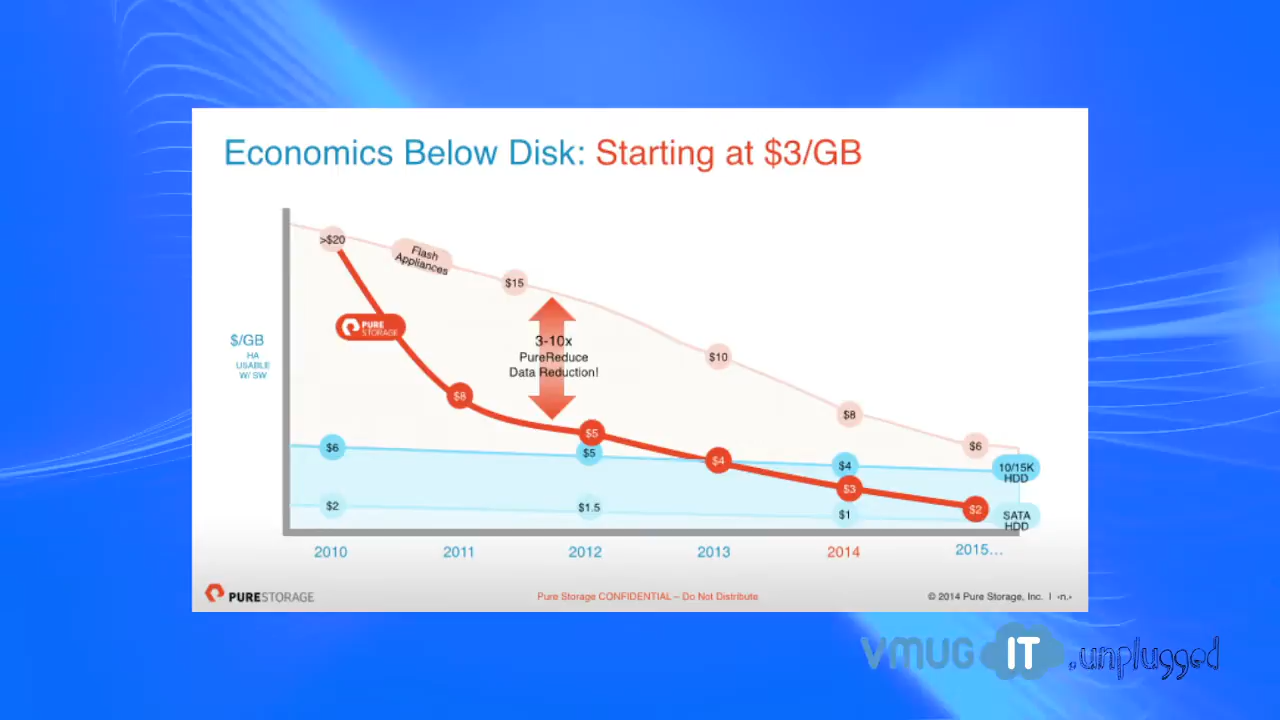 Economics Below Disk: Starting at $3/GB
>$20
Flash
Appliances
$15
PURE
STORAGE
$/GB
HA
USABLE
W/ SW
3-10x
PureReduce
Data Reduction!
$10
$8
$8
$5
$6
$6
$5
$4
$4
10/15K
HDD
$3
$2
$1.5
$1
$2
SATA
HDD
2010
2011
2012
2013
2014
2015...
PURESTORAGE
Pure Storage CONFIDENTIAL – Do Not Distribute
© 2014 Pure Storage, Inc. | ‹n.›
VMUG IT .unplugged